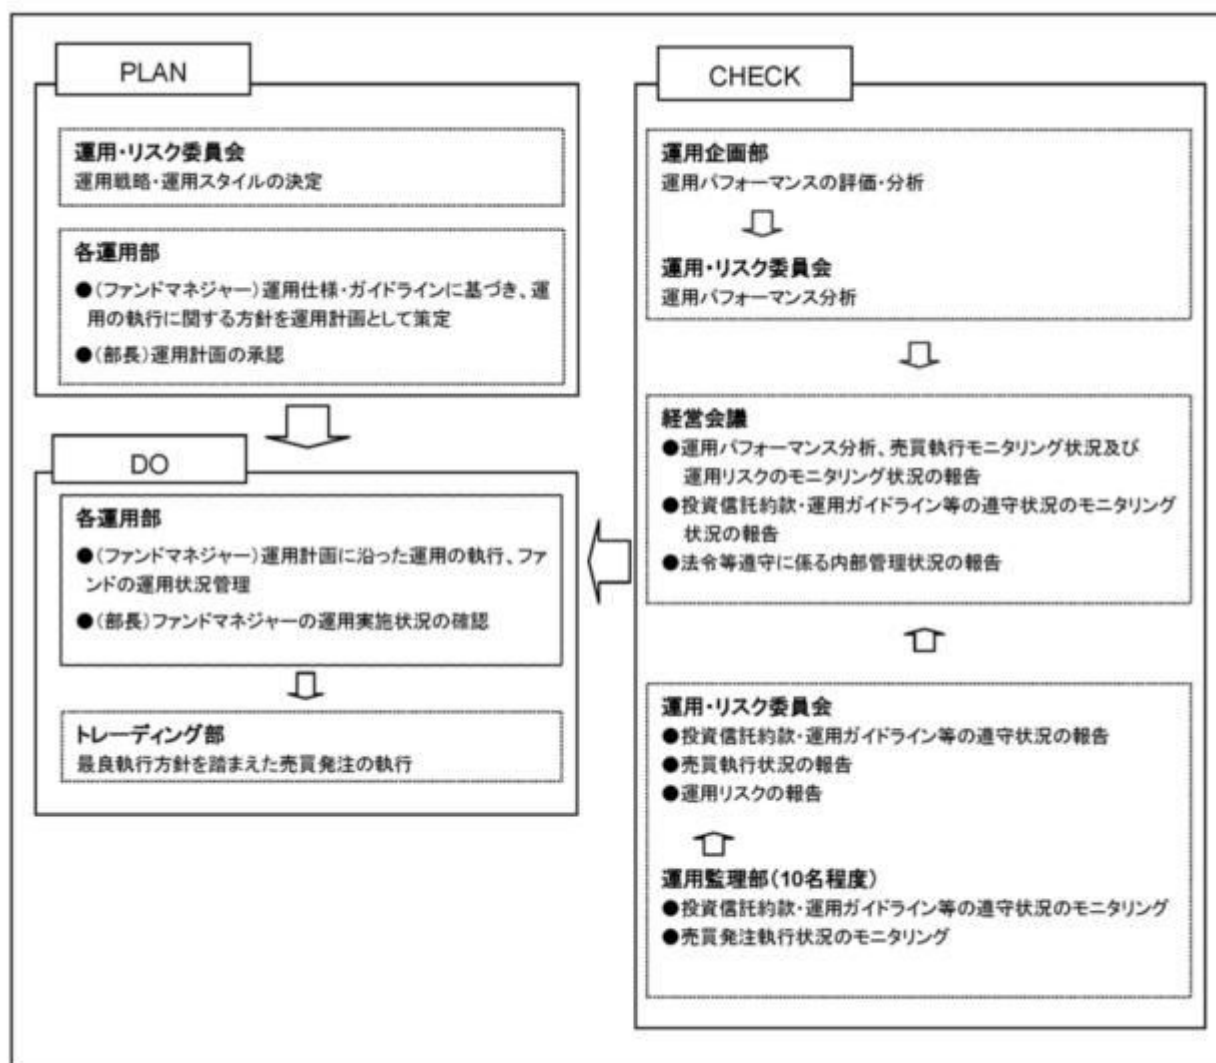 PLAN
運用・リスク委員会
運用戦略・運用スタイルの決定
各運用部
●(ファンドマネジャー)運用仕様・ガイドラインに基づき、運
用の執行に関する方針を運用計画として策定
●(部長)運用計画の承認
DO
各運用部
●(ファンドマネジャー)運用計画に沿った運用の執行、ファ
ンドの運用状況管理
●(部長)ファンドマネジャーの運用実施状況の確認
トレーディング部
最良執行方針を踏まえた売買発注の執行
CHECK
運用企画部
運用パフォーマンスの評価・分析
運用・リスク委員会
運用パフォーマンス分析
経営会議
●運用パフォーマンス分析、売買執行モニタリング状況及び
運用リスクのモニタリング状況の報告
●投資信託約款・運用ガイドライン等の遵守状況のモニタリング
状況の報告
●法令等遵守に係る内部管理状況の報告
運用・リスク委員会
●投資信託約款・運用ガイドライン等の遵守状況の報告
●売買執行状況の報告
●運用リスクの報告
運用監理部(10名程度)
●投資信託約款・運用ガイドライン等の遵守状況のモニタリング
●売買発注執行状況のモニタリング